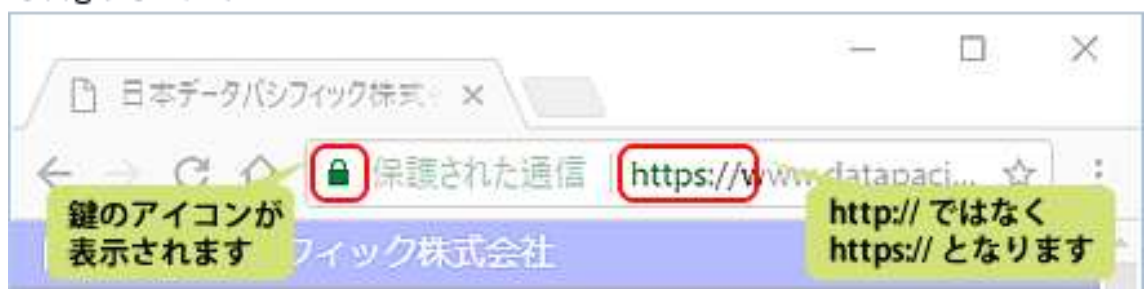 日本データパシフィック株式
保護された通信
https://www.datapaci...
鍵のアイコンが
表示されます
http:// ではなく
https:// となります
フィック株式会社